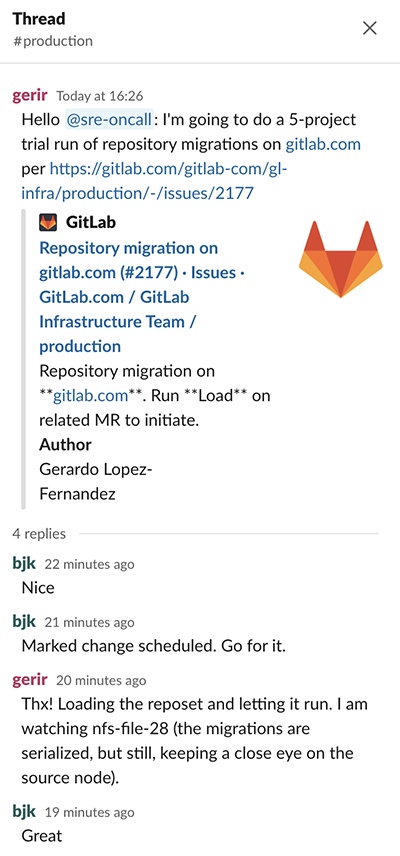 Thread
#production
gerir Today at 16:26
Hello @sre-oncall: I'm going to do a 5-project
trial run of repository migrations on gitlab.com
per https://gitlab.com/gitlab-com/gl-
infra/production/-/issues/2177
GitLab
Repository migration on
gitlab.com (#2177) · Issues ·
GitLab.com / GitLab
Infrastructure Team /
production
Repository migration on
**gitlab.com**. Run **Load** on
related MR to initiate.
Author
Gerardo Lopez-
Fernandez
4 replies
bjk 22 minutes ago
Nice
bjk 21 minutes ago
Marked change scheduled. Go for it.
gerir 20 minutes ago
Thx! Loading the reposet and letting it run. I am
watching nfs-file-28 (the migrations are
serialized, but still, keeping a close eye on the
source node).
bjk 19 minutes ago
Great